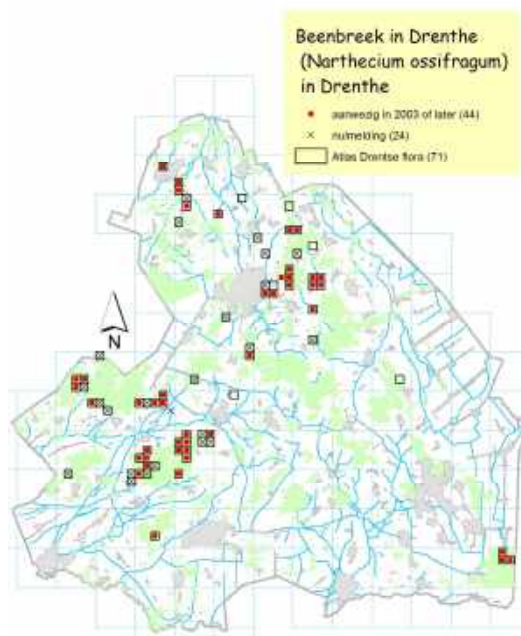 Beenbreek in Drenthe
(Narthecium ossifragum)
in Drenthe
aanwezig in 2003 of later (44)
nulmelding (24)
Atlas Drentse flora (71)
N